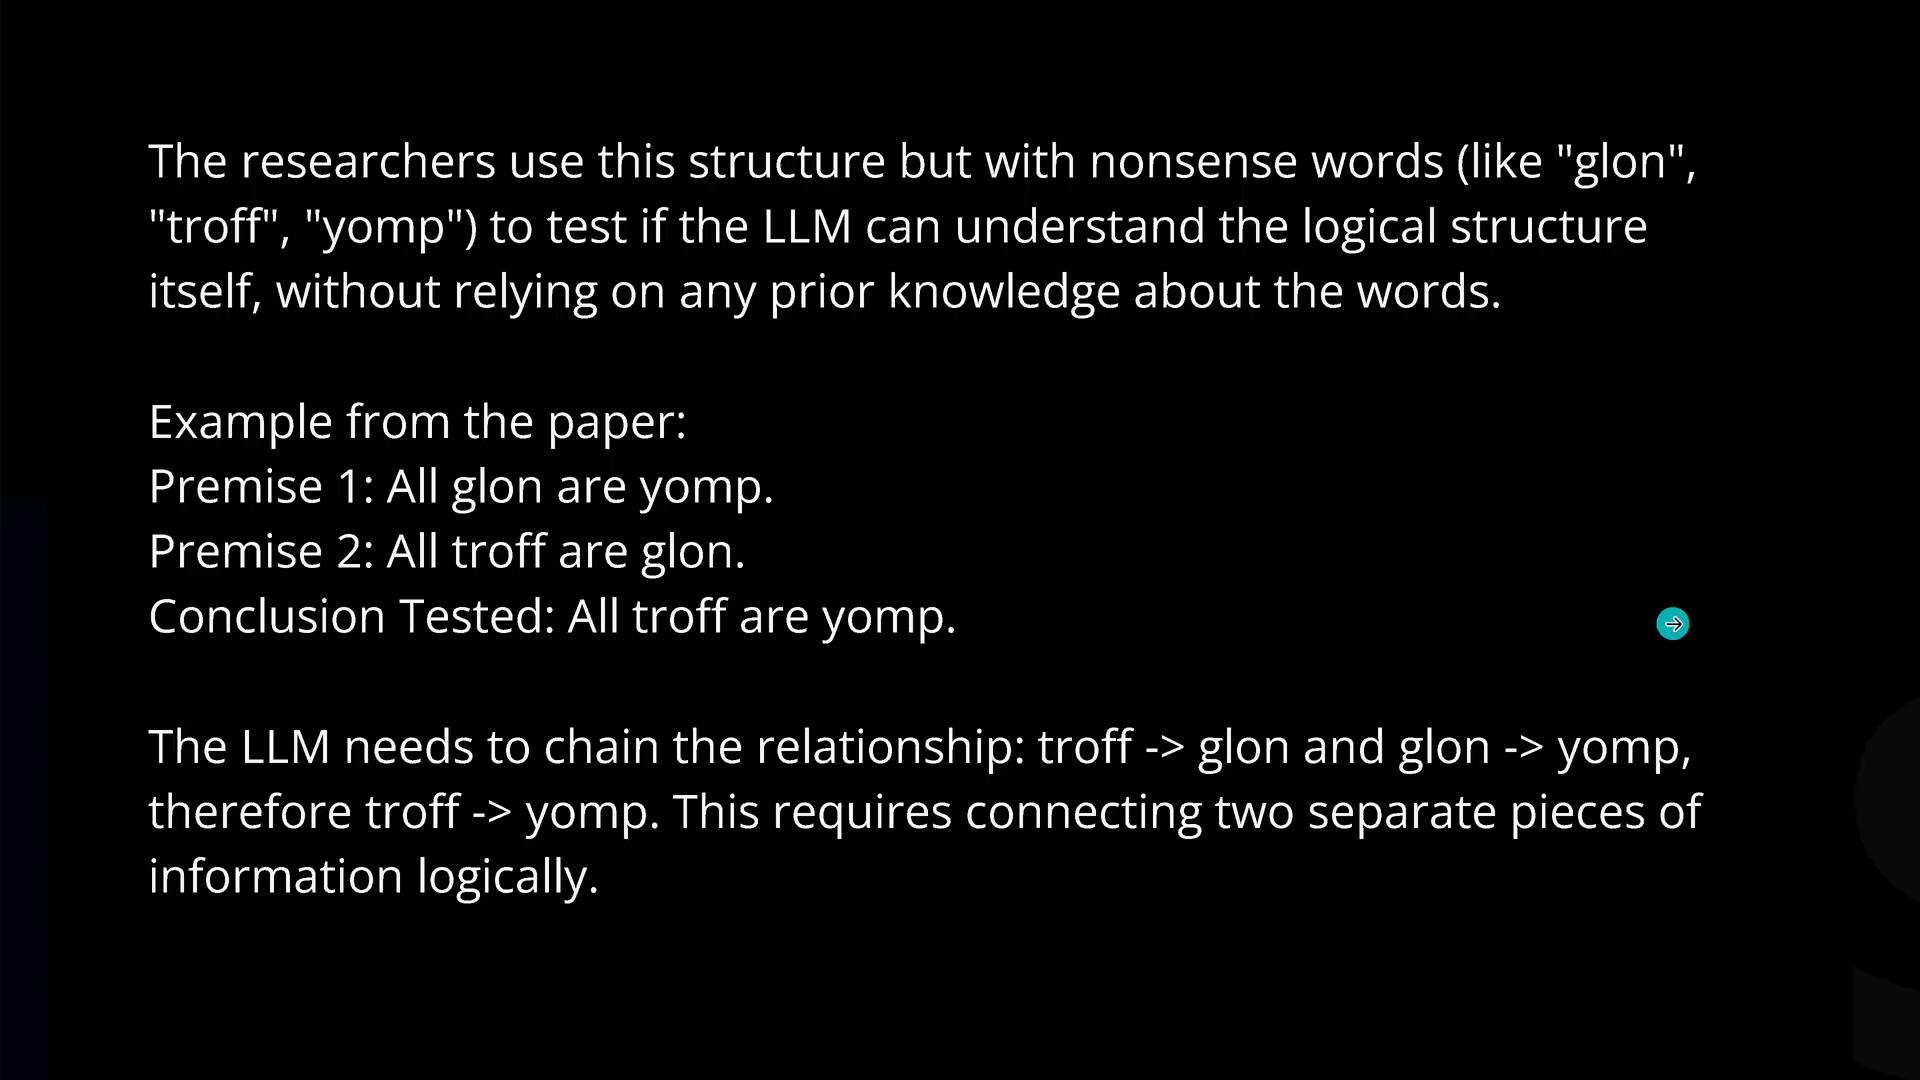 The researchers use this structure but with nonsense words (like "glon",
"troff", "yomp") to test if the LLM can understand the logical structure
itself, without relying on any prior knowledge about the words.
Example from the paper:
Premise 1: All glon are yomp.
Premise 2: All troff are glon.
Conclusion Tested: All troff are yomp.
The LLM needs to chain the relationship: troff -> glon and glon -> yomp,
therefore troff -> yomp. This requires connecting two separate pieces of
information logically.